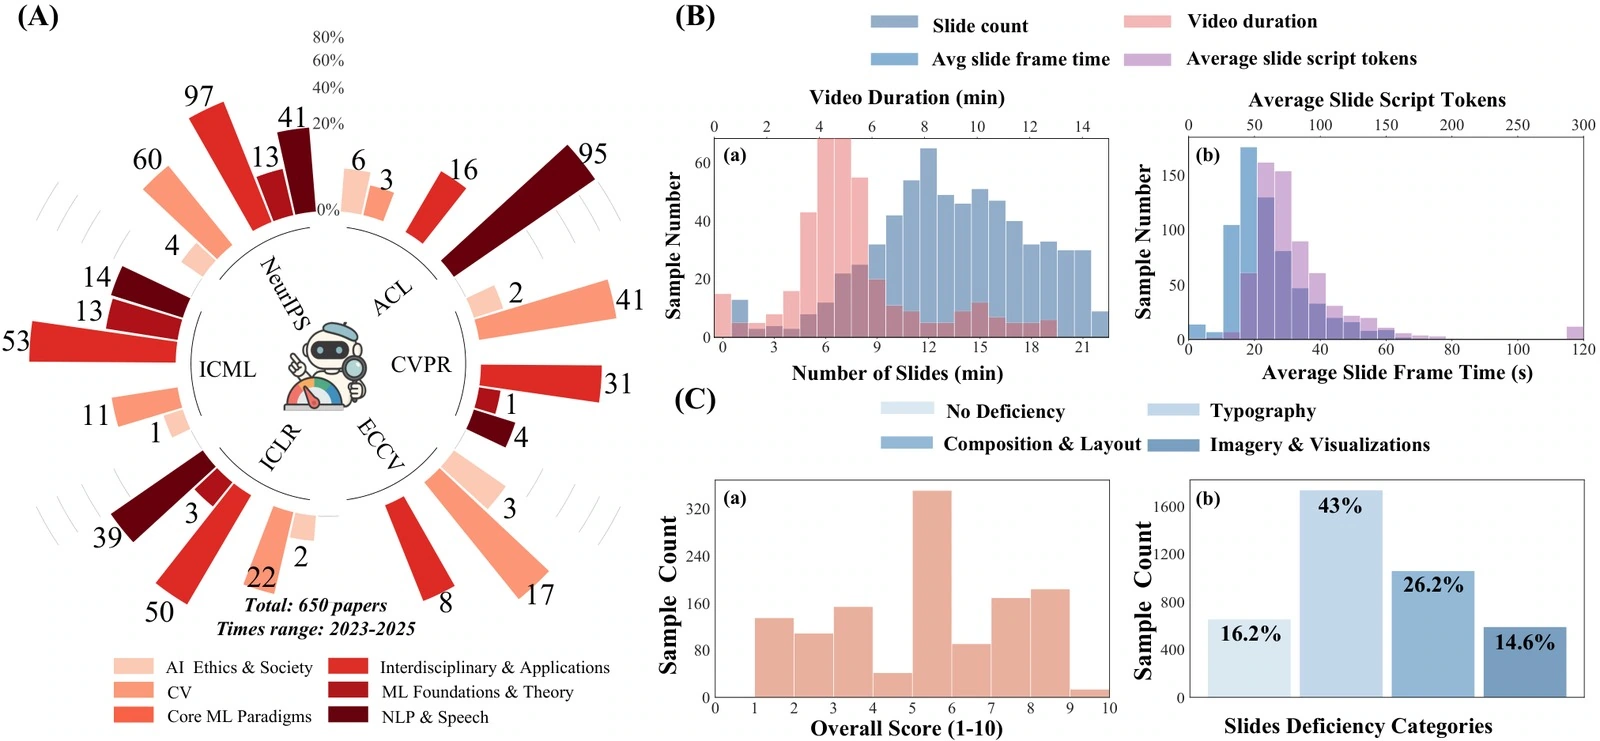 (A)
80%
60%
40%
20%
0%
97
13
41
60
4
6
3
16
95
2
41
14
13
53
11
1
31
1
4
39
3
50
22
2
3
17
8
NeurIPS
ACL
ICML
CVPR
ICLR
ECCV
Total: 650 papers
Times range: 2023-2025
AI Ethics & Society
Interdisciplinary & Applications
CV
ML Foundations & Theory
Core ML Paradigms
NLP & Speech
(B)
Slide count
Video duration
Avg slide frame time
Average slide script tokens
Video Duration (min)
0 2 4 6 8 10 12 14
(a)
Sample Number
60
40
20
0
0 3 6 9 12 15 18 21
Number of Slides (min)
Average Slide Script Tokens
0 50 100 150 200 250 300
(b)
Sample Number
150
100
50
0
0 20 40 60 80 100 120
Average Slide Frame Time (s)
(C)
No Deficiency
Typography
Composition & Layout
Imagery & Visualizations
(a)
Sample Count
320
240
160
80
0
0 1 2 3 4 5 6 7 8 9 10
Overall Score (1-10)
(b)
Sample Count
1600
1200
800
400
0
16.2%
43%
26.2%
14.6%
Slides Deficiency Categories